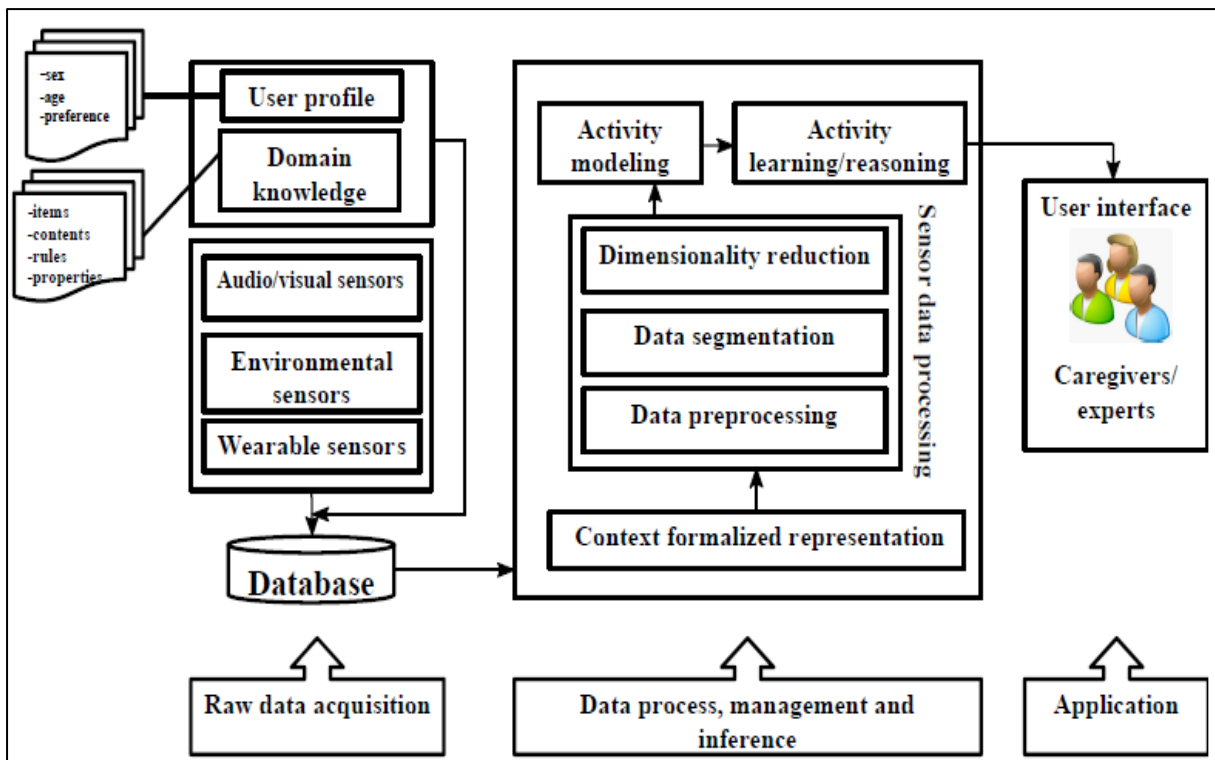 -sex
-age
-preference
-items
-contents
-rules
-properties
User profile
Domain
knowledge
Audio/visual sensors
Environmental
sensors
Wearable sensors
Database
Activity
modeling
Activity
learning/reasoning
Dimensionality reduction
Data segmentation
Data preprocessing
Sensor data processing
Context formalized representation
User interface
Caregivers/
experts
Raw data acquisition
Data process, management and
inference
Application